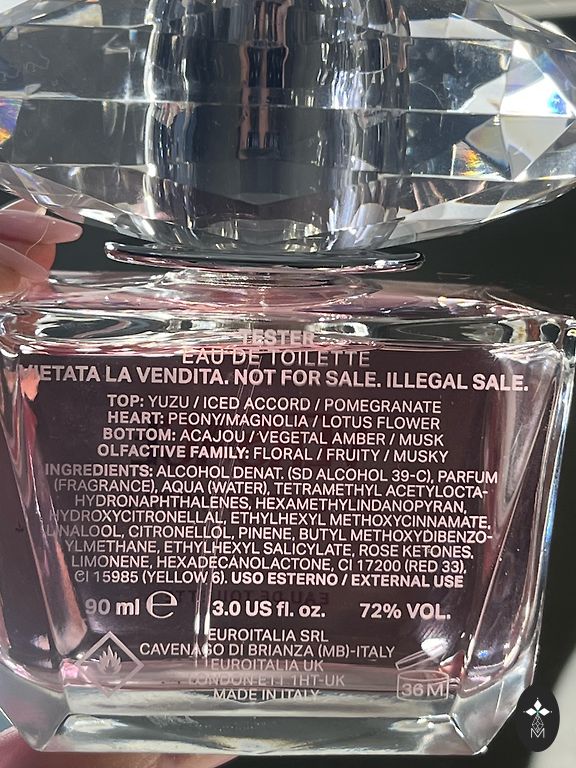 TESTER
EAU DE TOILETTE
VIETATA LA VENDITA. NOT FOR SALE. ILLEGAL SALE.
TOP: YUZU / ICED ACCORD / POMEGRANATE
HEART: PEONY/MAGNOLIA / LOTUS FLOWER
BOTTOM: ACAJOU / VEGETAL AMBER / MUSK
OLFACTIVE FAMILY: FLORAL / FRUITY / MUSKY
INGREDIENTS: ALCOHOL DENAT. (SD ALCOHOL 39-C), PARFUM
(FRAGRANCE), AQUA (WATER), TETRAMETHYL ACETYLOCTA-
HYDRONAPHTHALENES, HEXAMETHYLINDANOPYRAN,
HYDROXYCITRONELLAL, ETHYLHEXYL METHOXYCINNAMATE,
LINALOOL, CITRONELLOL, PINENE, BUTYL METHOXYDIBENZO-
YLMETHANE, ETHYLHEXYL SALICYLATE, ROSE KETONES,
LIMONENE, HEXADECANOLACTONE, CI 17200 (RED 33),
CI 15985 (YELLOW 6). USO ESTERNO / EXTERNAL USE
90 ml e 3.0 US fl. oz. 72% VOL.
EUROITALIA SRL
CAVENAGO DI BRIANZA (MB)-ITALY
EUROITALIA UK
LONDON ET1 1HT-UK
MADE IN ITALY
36M
M